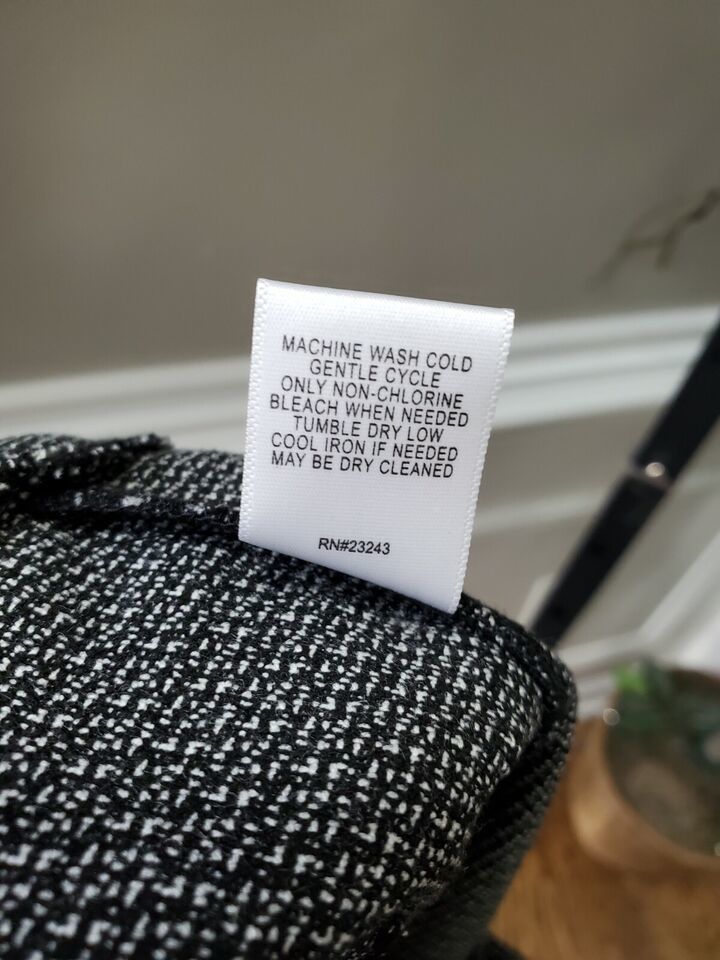 MACHINE WASH COLD
GENTLE CYCLE
ONLY NON-CHLORINE
BLEACH WHEN NEEDED
TUMBLE DRY LOW
COOL IRON IF NEEDED
MAY BE DRY CLEANED
RN#23243